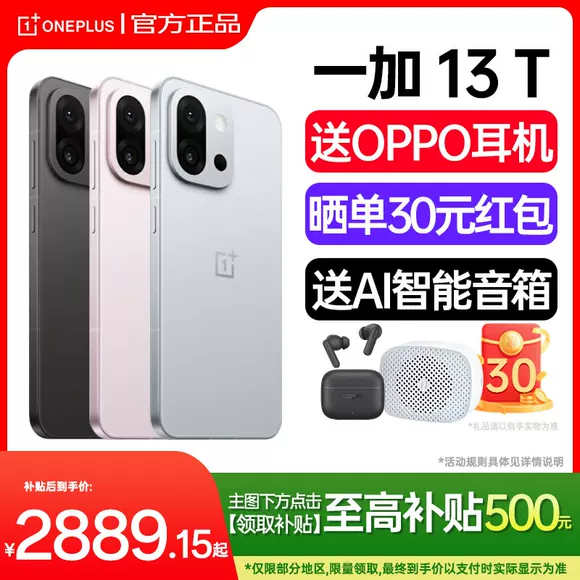 ONEPLUS 官方正品
一加 13 T
送OPPO耳机
晒单30元红包
送AI智能音箱
30
*礼品请以到手实物为准
*活动规则具体见详情说明
补贴后到手价:
¥2889.15起
主图下方点击
【领取补贴】
至高补贴500元
*仅限部分地区,限量领取,最终到手价以支付时实际显示为准